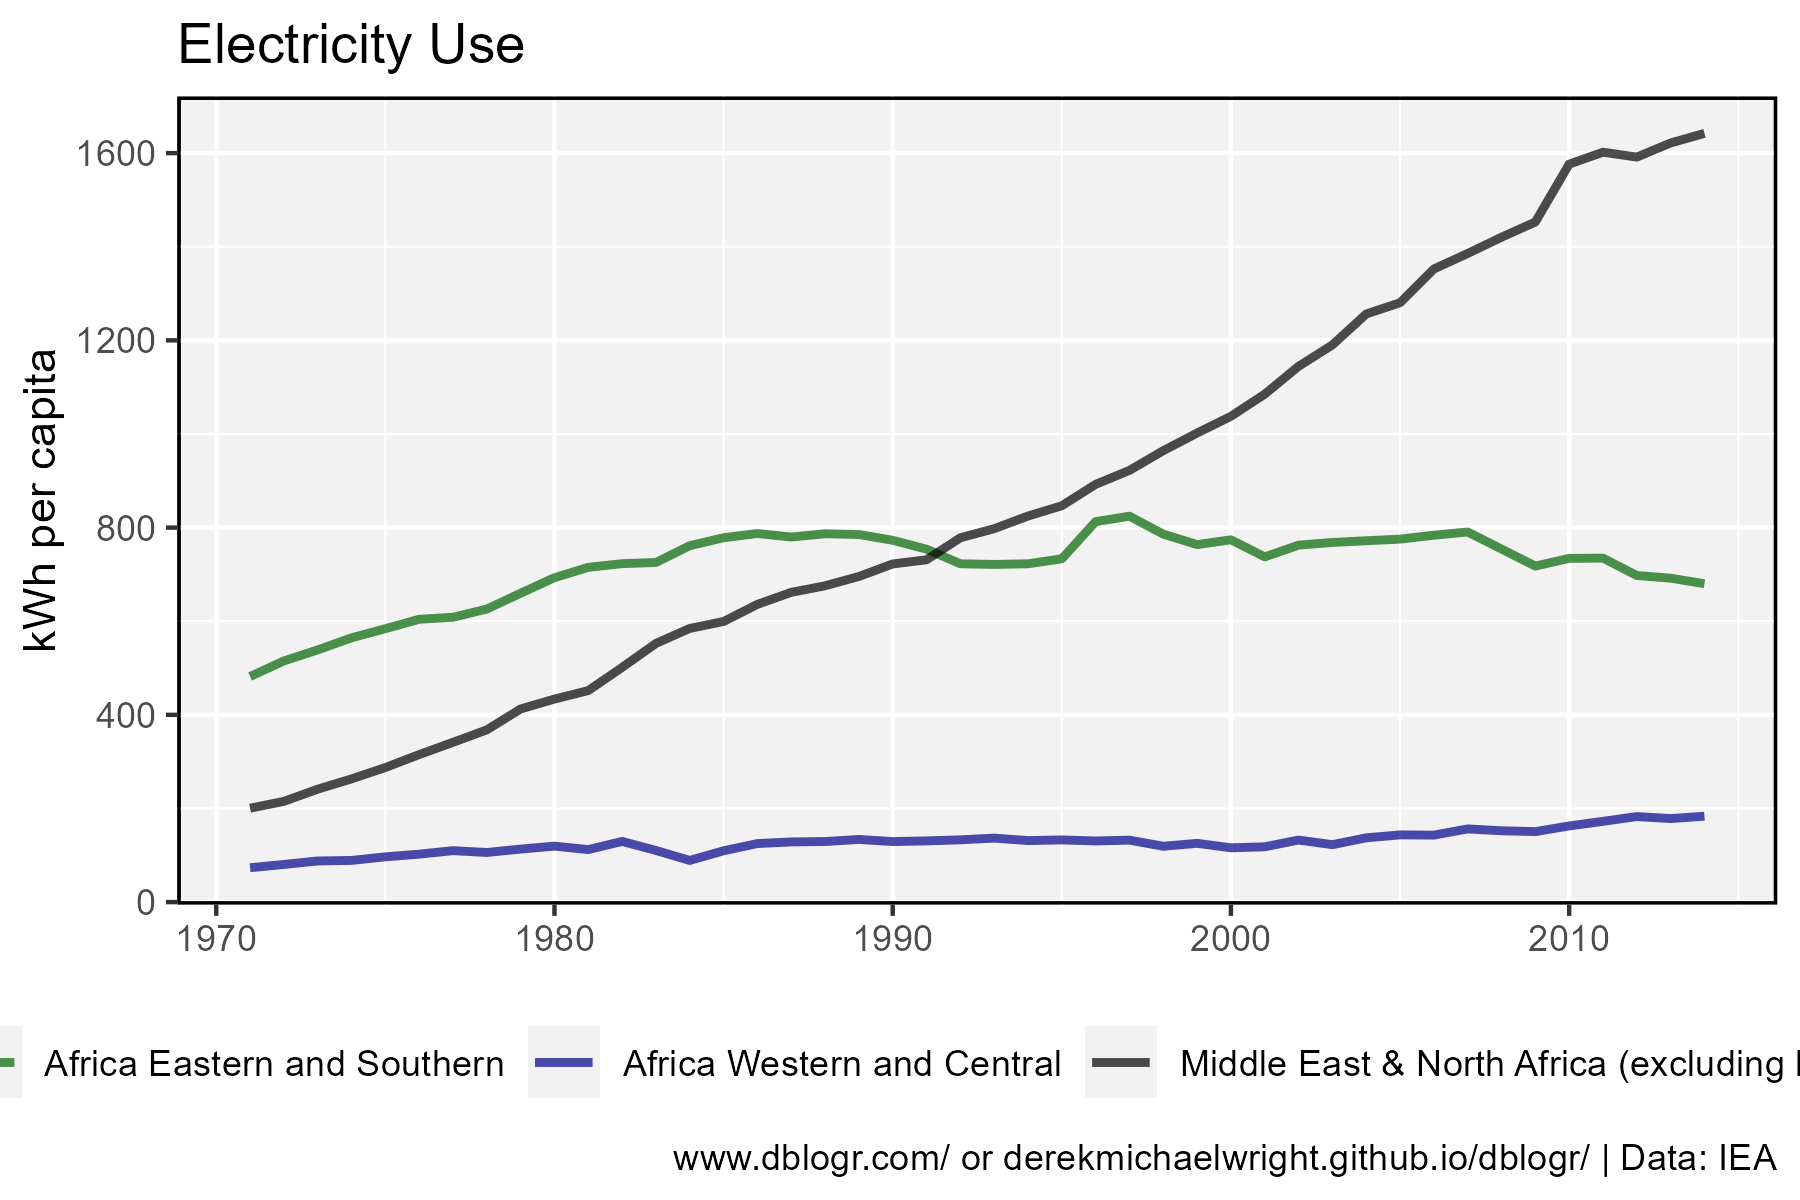 Electricity Use
kWh per capita
1600
1200
800
400
0
1970 1980 1990 2000 2010
Africa Eastern and Southern Africa Western and Central Middle East & North Africa (excluding
www.dblogr.com/ or derekmichaelwright.github.io/dblogr/ | Data: IEA